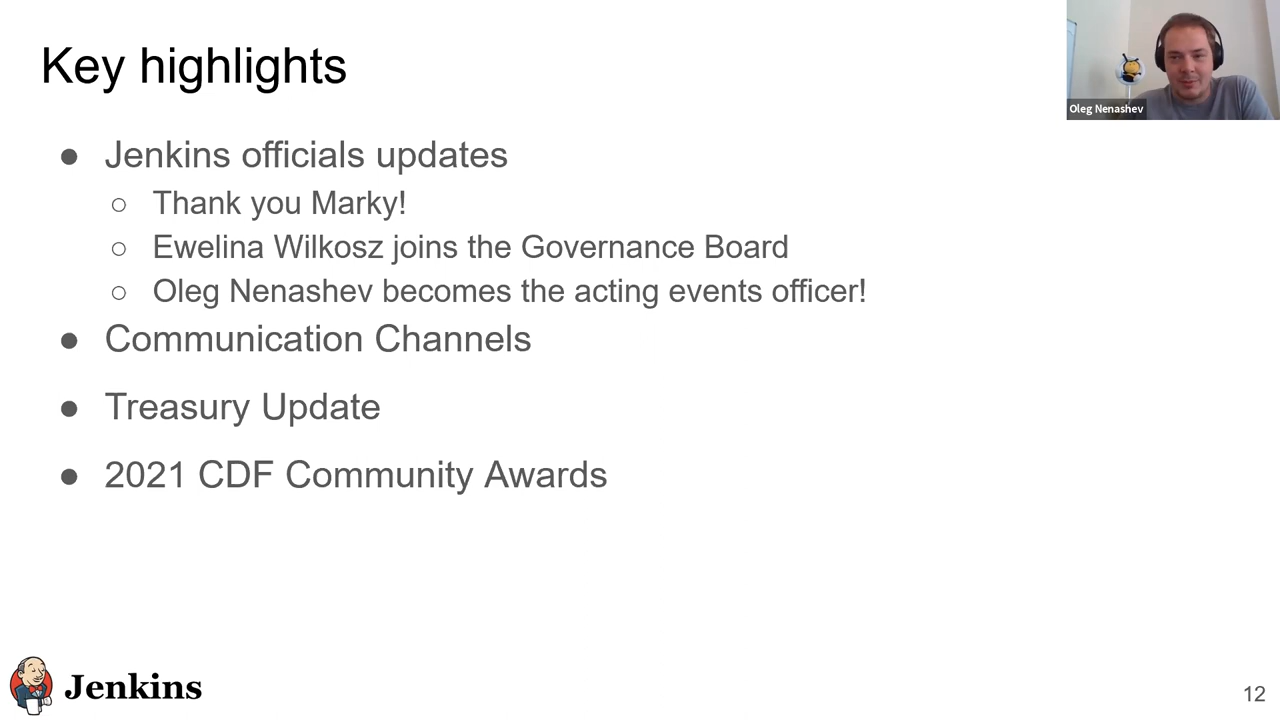 Key highlights
Oleg Nenashev
● Jenkins officials updates
○ Thank you Marky!
○ Ewelina Wilkosz joins the Governance Board
○ Oleg Nenashev becomes the acting events officer!
● Communication Channels
● Treasury Update
● 2021 CDF Community Awards
Jenkins
12